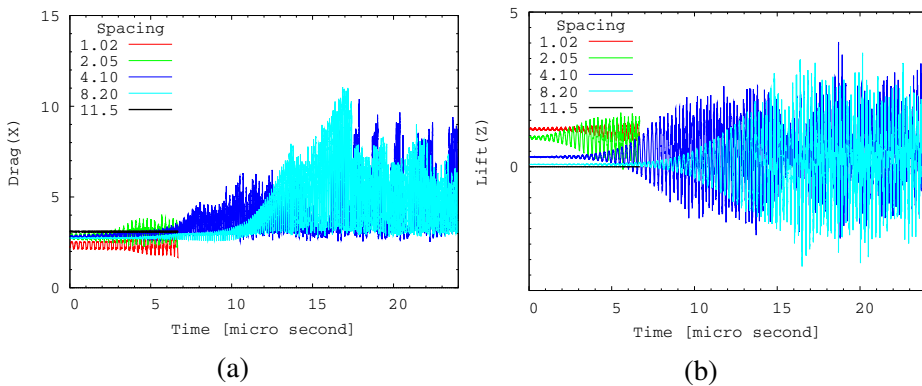 15
10
5
0
Drag(X)
Spacing
1.02
2.05
4.10
8.20
11.5
0 5 10 15 20
Time [micro second]
(a)
5
0
Lift(Z)
Spacing
1.02
2.05
4.10
8.20
11.5
0 5 10 15 20
Time [micro second]
(b)